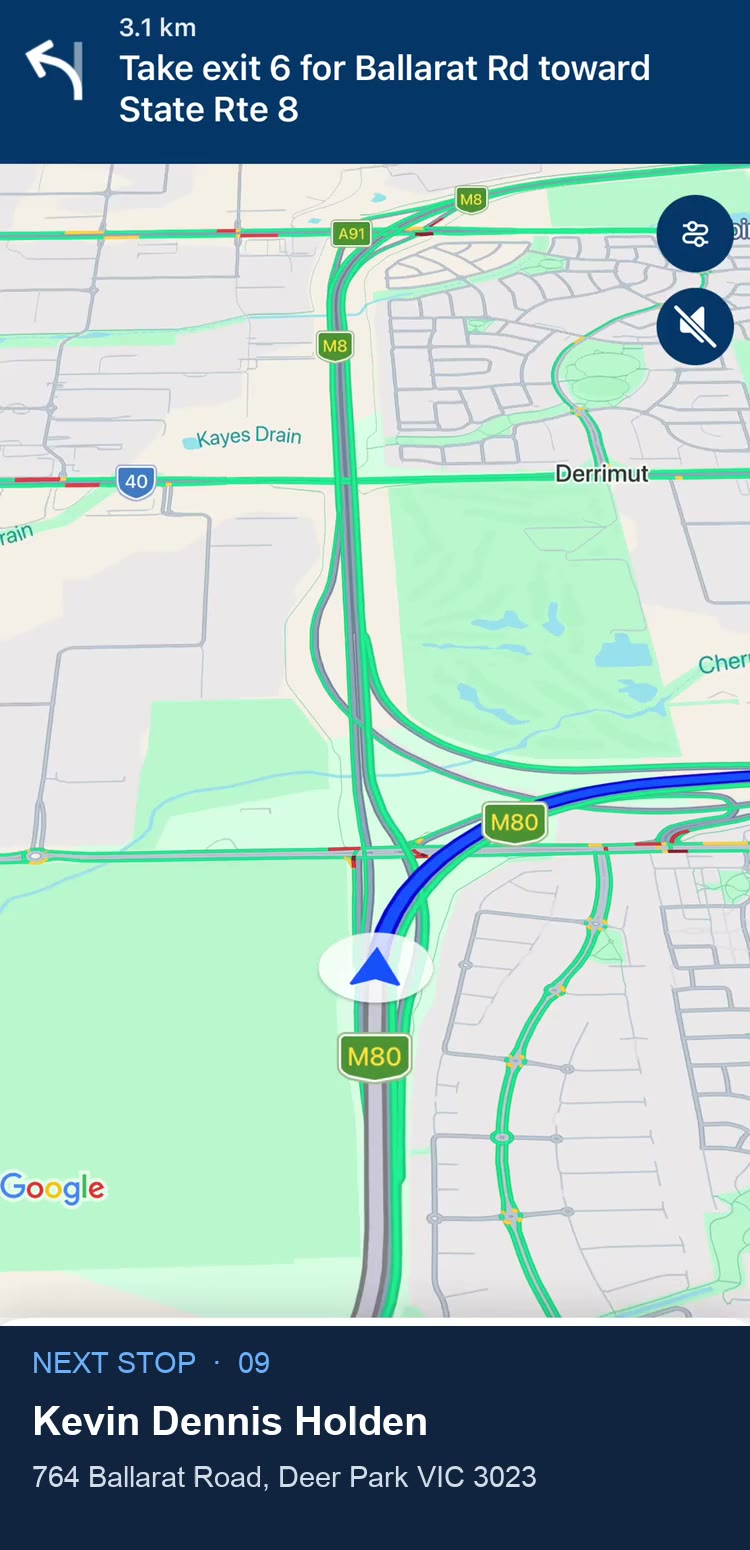 3.1 km
Take exit 6 for Ballarat Rd toward
State Rte 8
M8
A91
M8
Kayes Drain
40
Derrimut
rain
Cherr
M80
M80
Google
NEXT STOP · 09
Kevin Dennis Holden
764 Ballarat Road, Deer Park VIC 3023